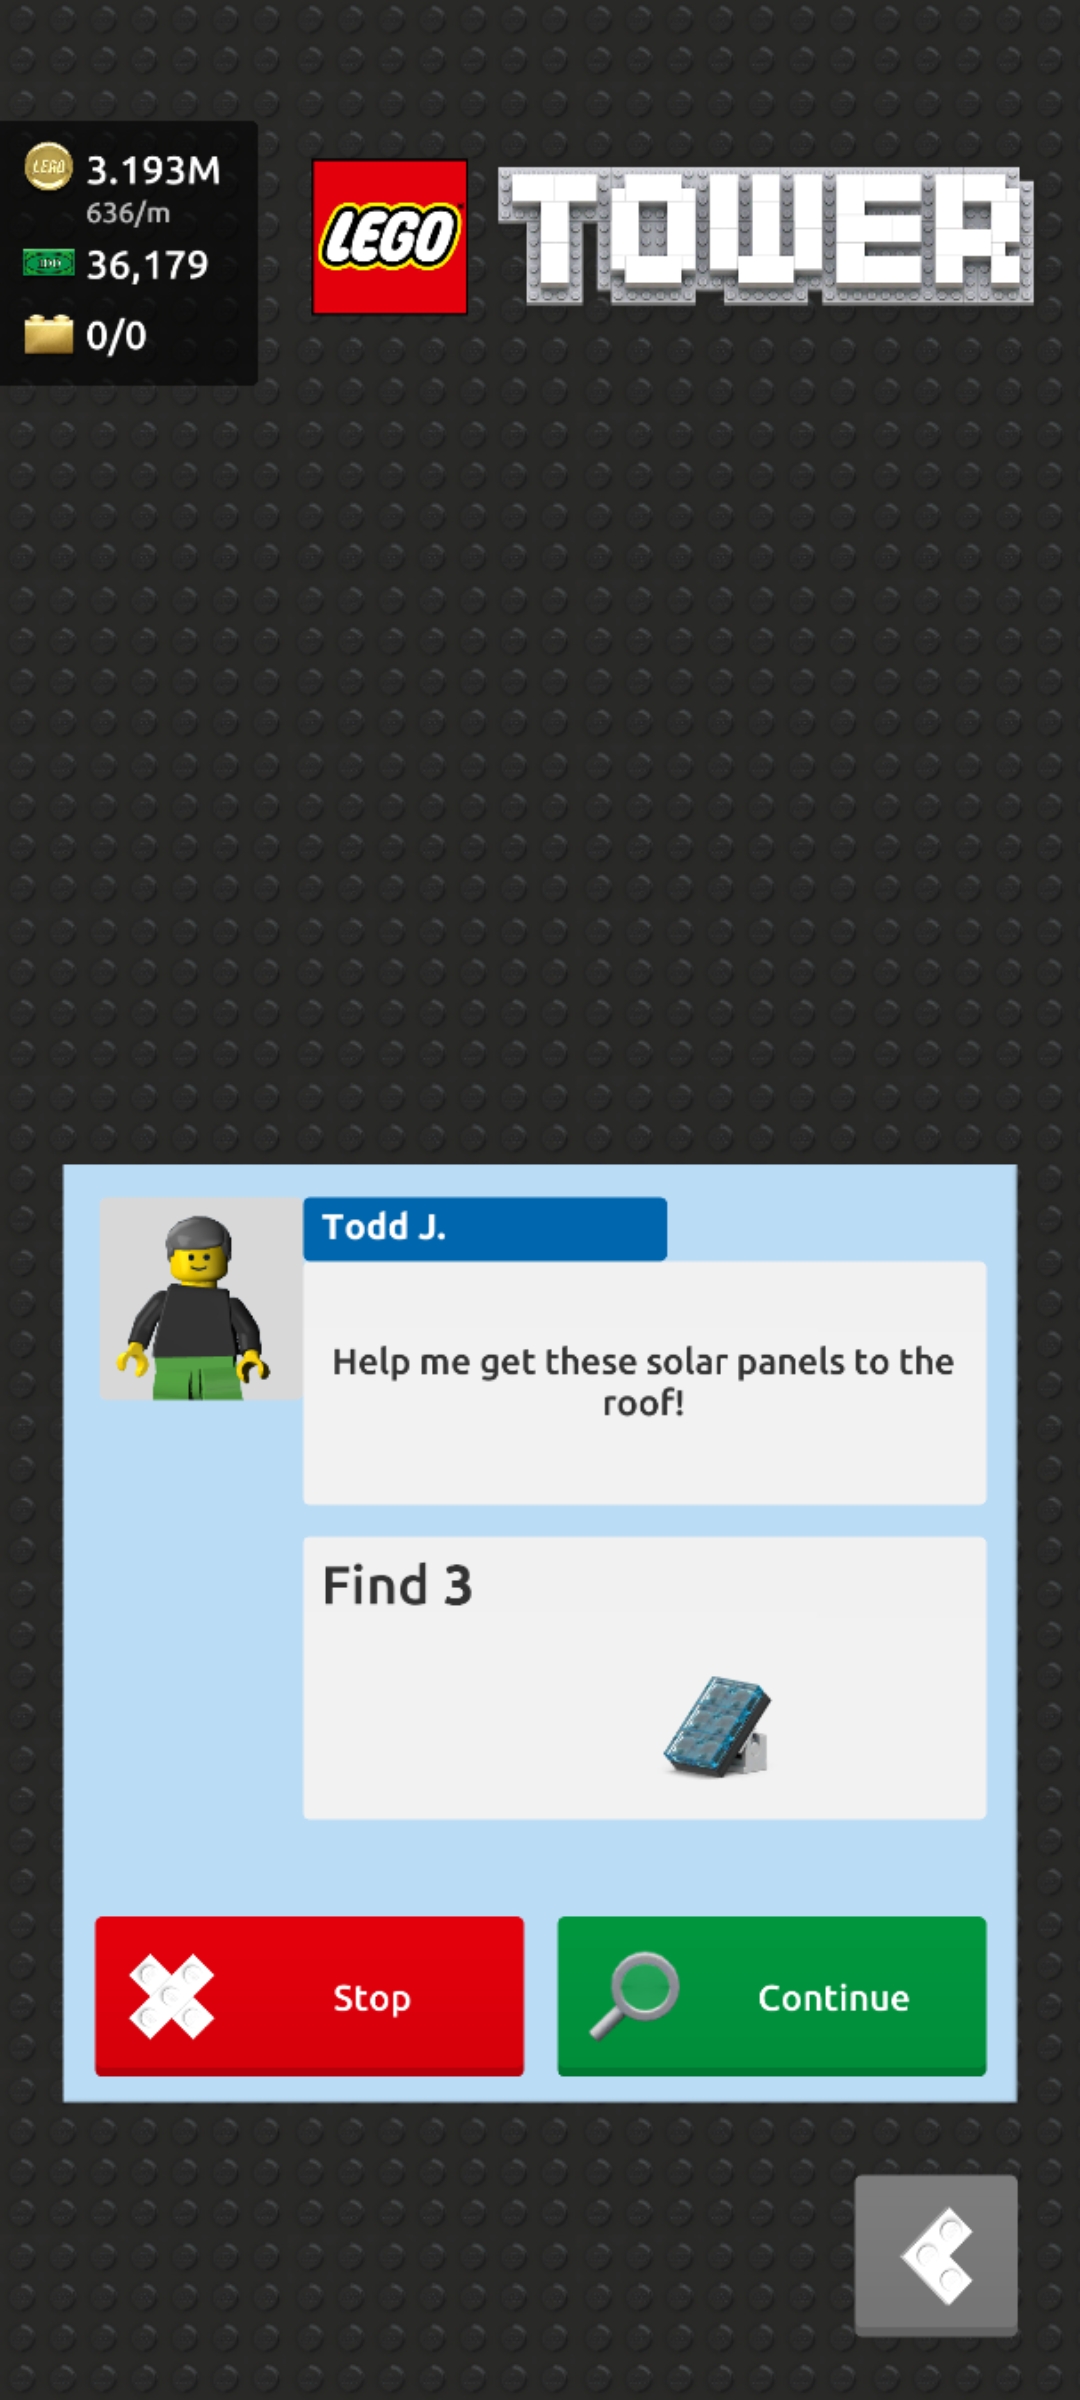 LEGO
3.193M
636/m
36,179
0/0
LEGO
TOWER
Todd J.
Help me get these solar panels to the
roof!
Find 3
Stop
Continue